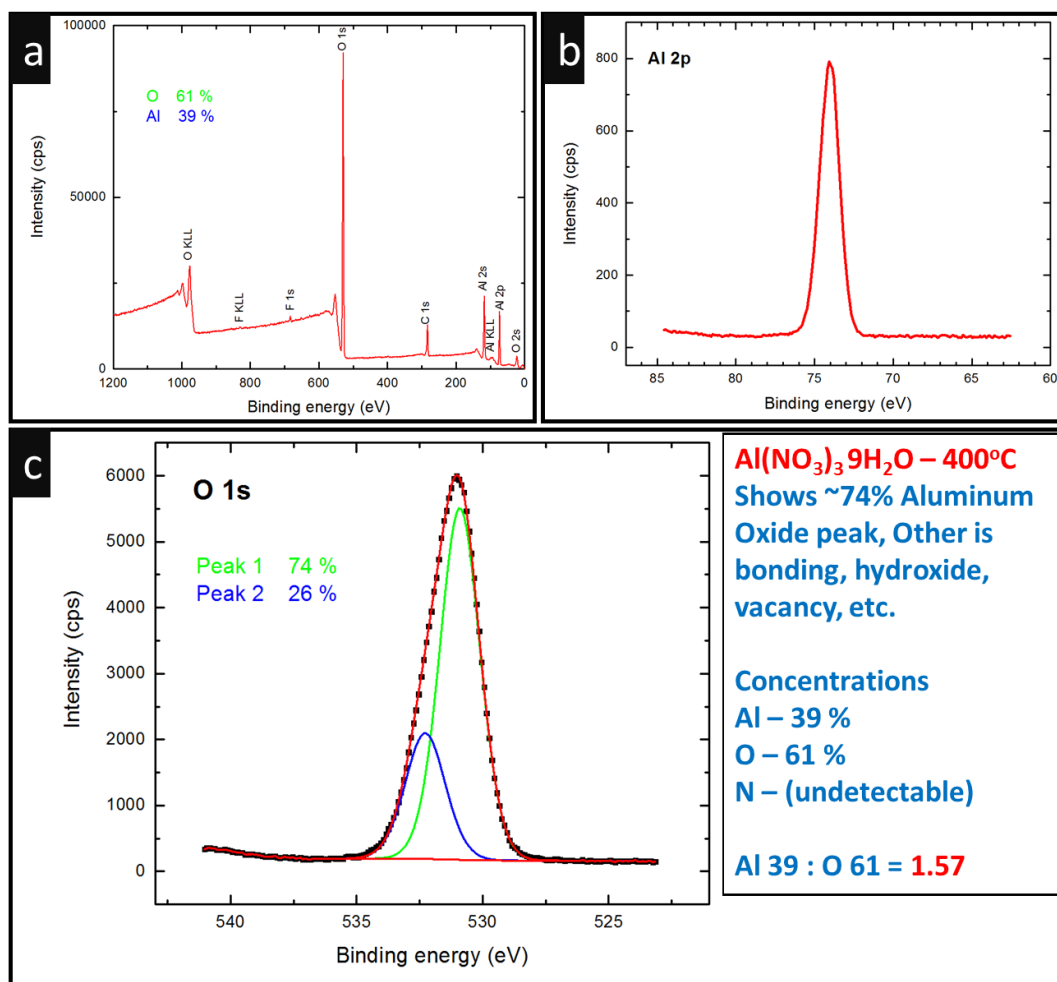 a
100000
50000
0
Intensity (cps)
O 61 %
Al 39 %
O KLL
F KLL
F 1s
O 1s
C 1s
Al 2s
Al KLL
Al 2p
O 2s
1200 1000 800 600 400 200 0
Binding energy (eV)
b
Al 2p
800
600
400
200
0
Intensity (cps)
85 80 75 70 65 60
Binding energy (eV)
c
O 1s
Peak 1 74 %
Peak 2 26 %
6000
5000
4000
3000
2000
1000
0
Intensity (cps)
540 535 530 525
Binding energy (eV)
Al(NO3)3 9H2O – 400oC
Shows ~74% Aluminum
Oxide peak, Other is
bonding, hydroxide,
vacancy, etc.
Concentrations
Al – 39 %
O – 61 %
N – (undetectable)
Al 39 : O 61 = 1.57